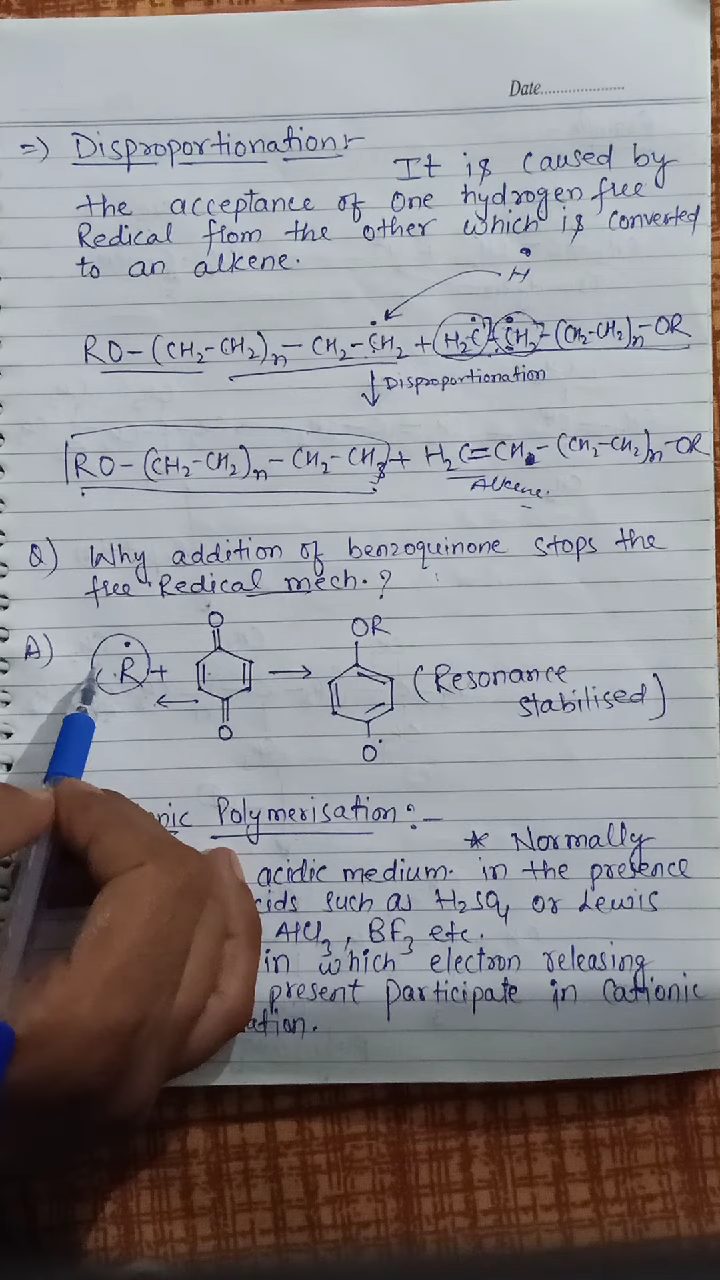 Date....................
=) Disproportionation:-
It is caused by
the acceptance of one hydrogen free
Redical from the other which is converted
to an alkene.
H
RO-(CH2-CH2)n-CH2-CH2 + H2C-CH2-(CH2-CH2)n-OR
Disproportionation
RO-(CH2-CH2)n-CH2-CH3 + H2C=CH-(CH2-CH2)n-OR
Alkene.
Q) Why addition of benzoquinone stops the
free Redical mech.?
A) R + O O → OR O (Resonance
stabilised)
nic Polymerisation:-
* Normally
acidic medium. in the presence
cids such as H2SO4 or Lewis
AlCl3, BF3 etc.
in which electron releasing
present participate in Cationic
ation.